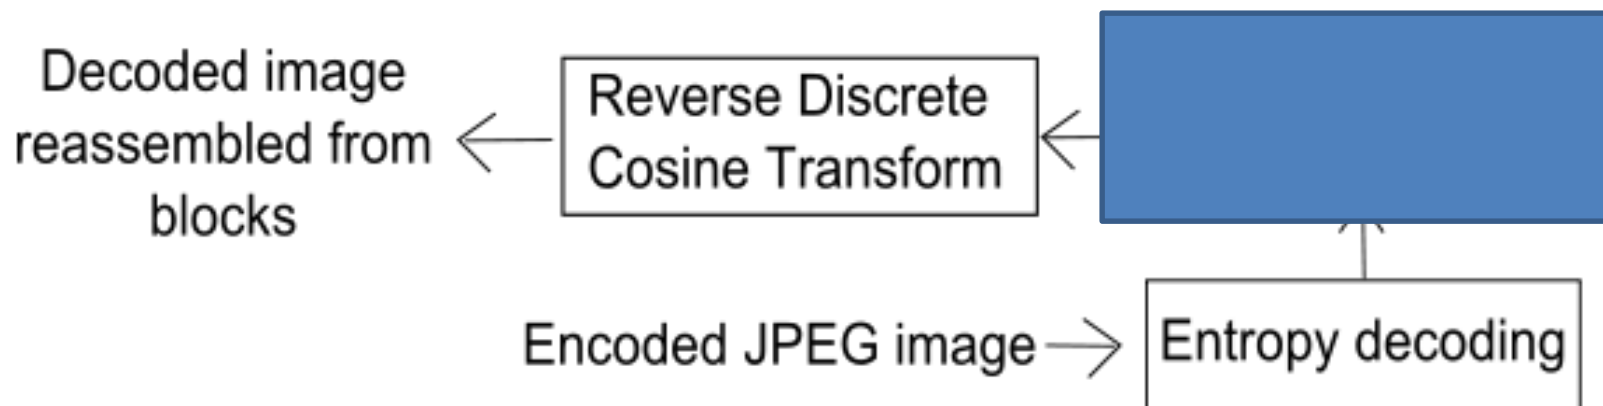 Decoded image
reassembled from
blocks
Reverse Discrete
Cosine Transform
Encoded JPEG image
Entropy decoding